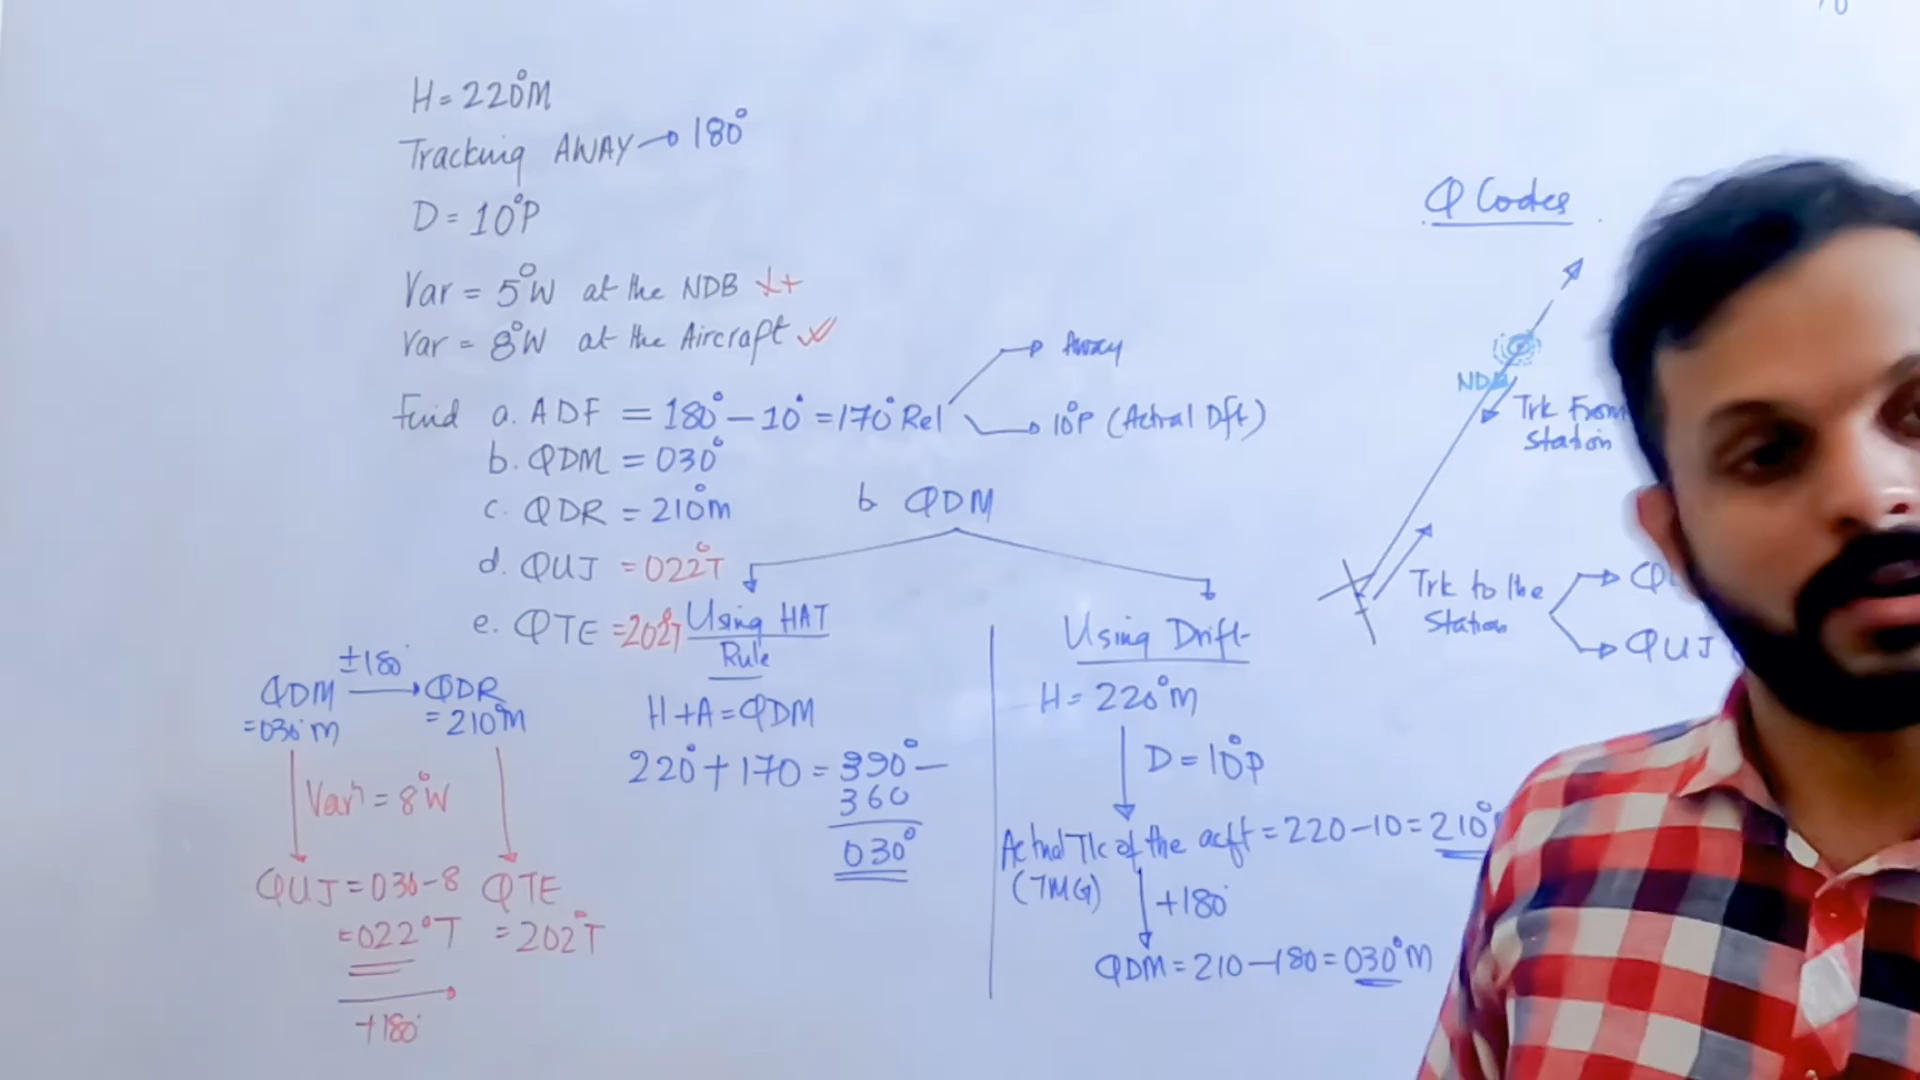 H = 220°M
Tracking AWAY → 180°
D = 10°P
Var = 5°W at the NDB
Var = 8°W at the Aircraft ✓
find a. ADF = 180° - 10° = 170° Rel
Away
10°P (Actual Dft)
b. QDM = 030°
c. QDR = 210°m
d. QUJ = 022°T
e. QTE = 202°T
b QDM
Using HAT
Rule
H + A = QDM
220° + 170 = 390° -
360
030°
Using Drift
H = 220°m
D = 10°P
Actual Tk of the acft = 220 - 10 = 210°
(TMG)
+180
QDM = 210 - 180 = 030°M
QDM ±180 → QDR
= 030°m = 210°m
Varn = 8°W
QUJ = 030 - 8 QTE
= 022°T = 202°T
+180
Q Codes
NDB
Trk From
Station
Trk to the
Station
QUJ